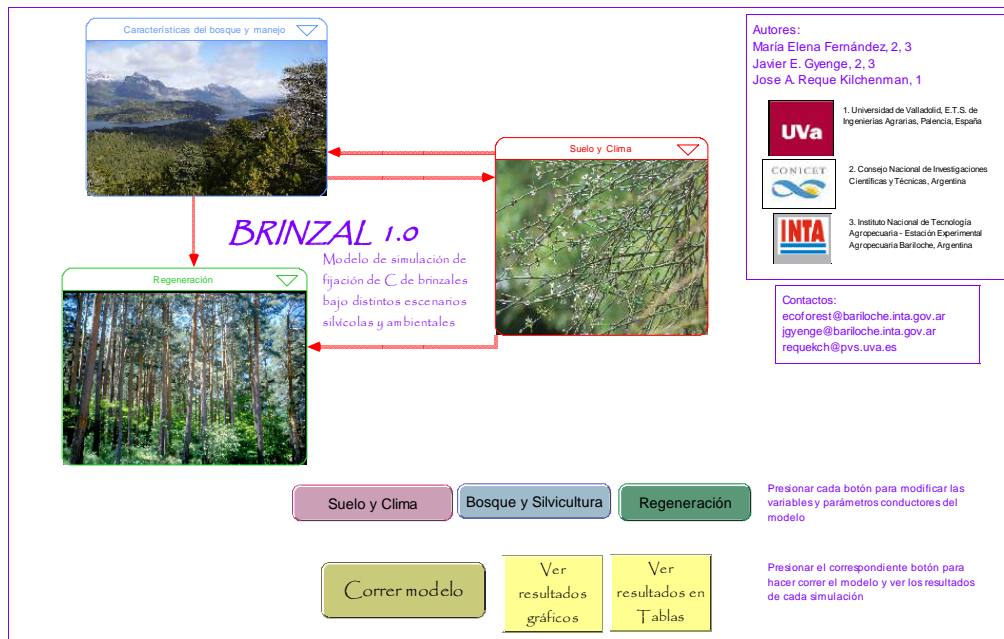 Características del bosque y manejo
Suelo y Clima
BRINZAL 1.0
Modelo de simulación de
fijación de C de brinzales
bajo distintos escenarios
silvícolas y ambientales
Regeneración
Autores:
María Elena Fernández, 2, 3
Javier E. Gyenge, 2, 3
Jose A. Reque Kilchenman, 1
UVa
1. Universidad de Valladolid, E.T.S. de
Ingenierías Agrarias, Palencia, España
CONICET
2. Consejo Nacional de Investigaciones
Científicas y Técnicas, Argentina
INTA
3. Instituto Nacional de Tecnología
Agropecuaria - Estación Experimental
Agropecuaria Bariloche, Argentina
Contactos:
ecoforest@bariloche.inta.gov.ar
jgyenge@bariloche.inta.gov.ar
requekch@pvs.uva.es
Suelo y Clima
Bosque y Silvicultura
Regeneración
Presionar cada botón para modificar las
variables y parámetros conductores del
modelo
Correr modelo
Ver
resultados
gráficos
Ver
resultados en
Tablas
Presionar el correspondiente botón para
hacer correr el modelo y ver los resultados
de cada simulación